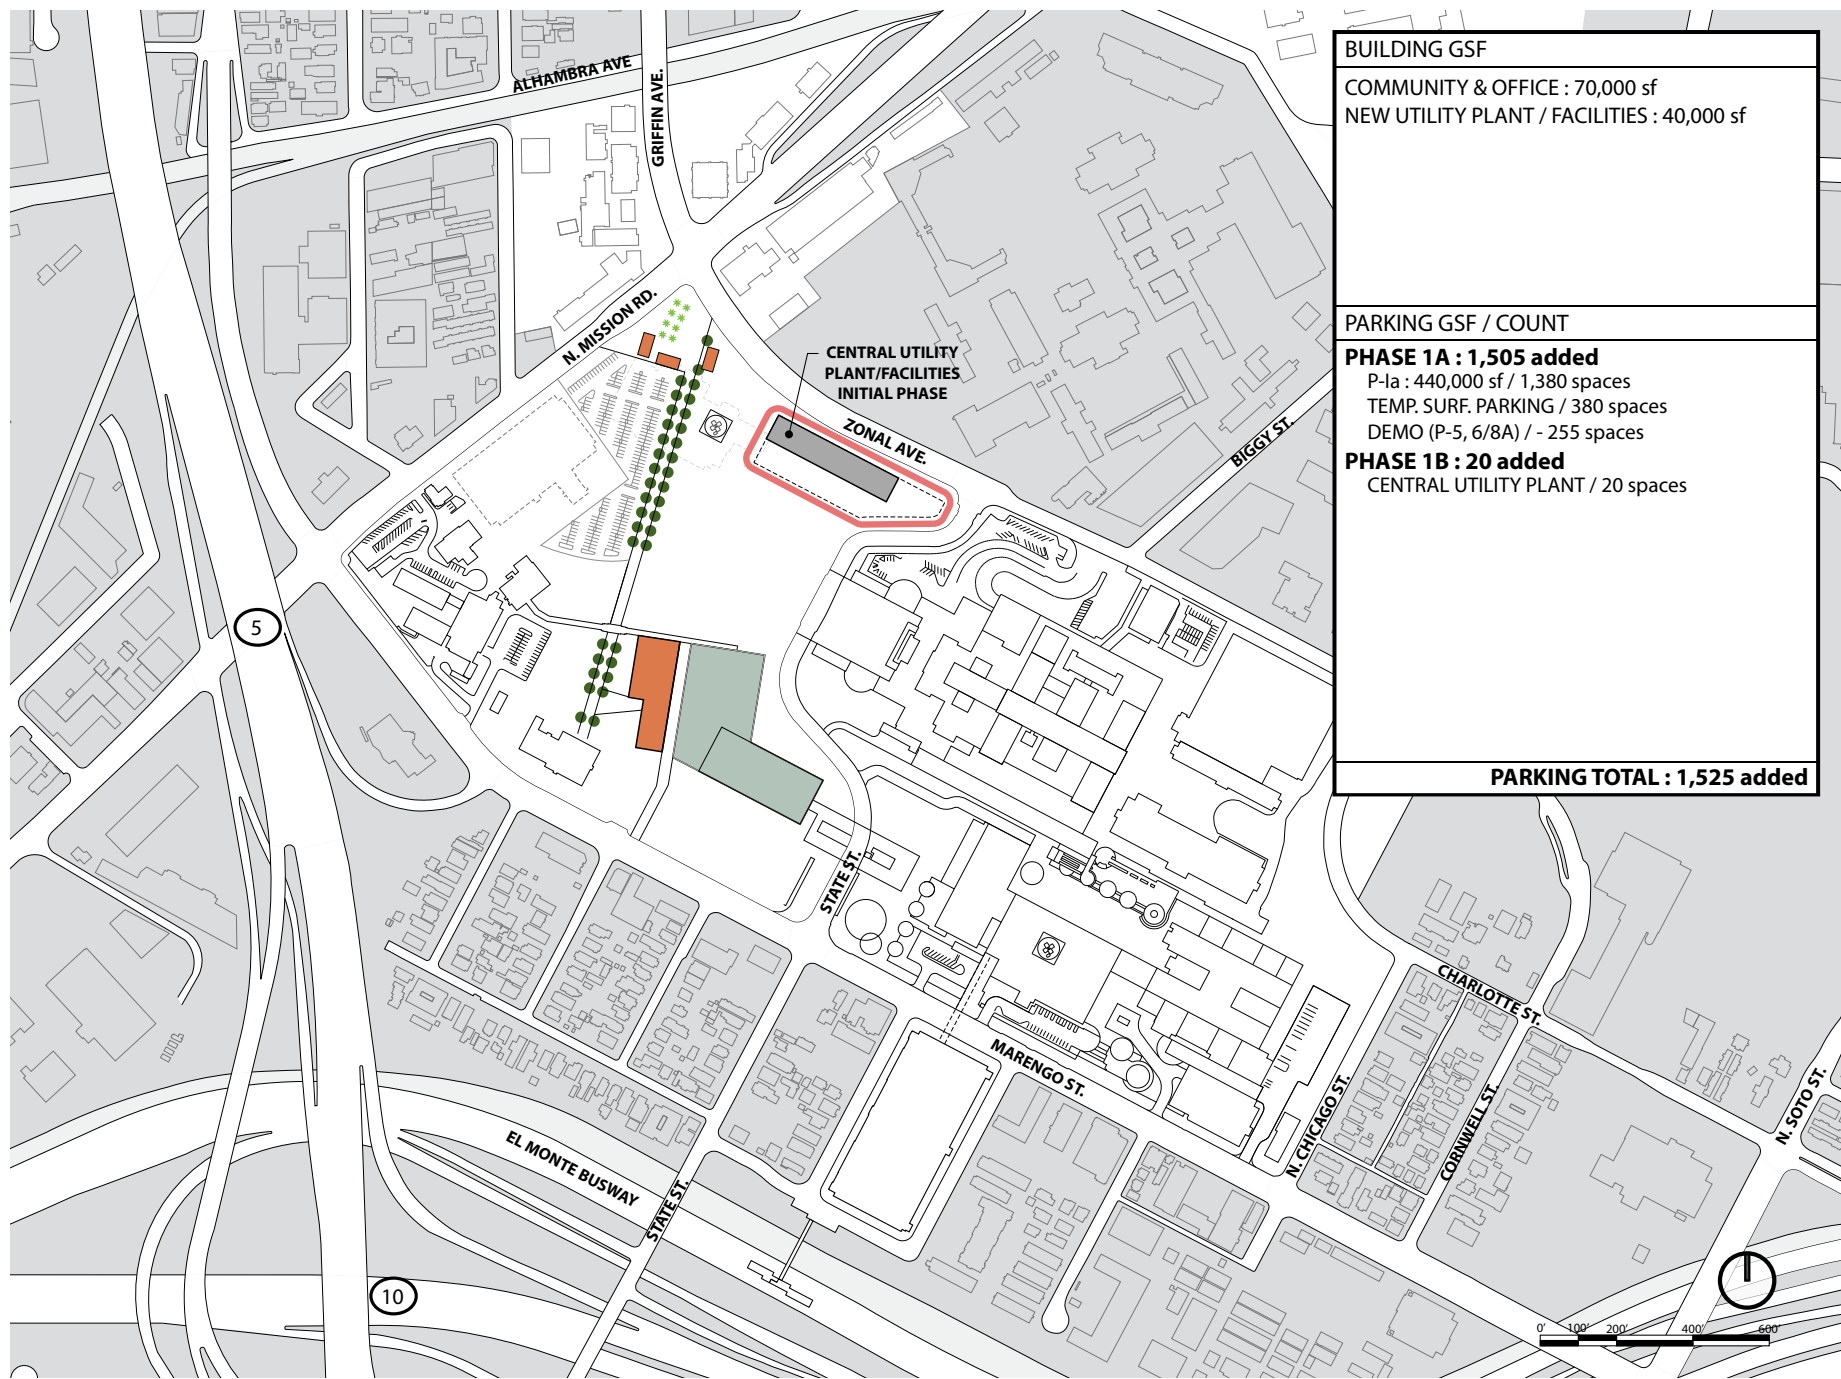 BUILDING GSF
COMMUNITY & OFFICE : 70,000 sf
NEW UTILITY PLANT / FACILITIES : 40,000 sf
PARKING GSF / COUNT
PHASE 1A : 1,505 added
P-Ia : 440,000 sf / 1,380 spaces
TEMP. SURF. PARKING / 380 spaces
DEMO (P-5, 6/8A) / - 255 spaces
PHASE 1B : 20 added
CENTRAL UTILITY PLANT / 20 spaces
PARKING TOTAL : 1,525 added
ALHAMBRA AVE
GRIFFIN AVE.
N. MISSION RD.
CENTRAL UTILITY
PLANT/FACILITIES
INITIAL PHASE
ZONAL AVE.
BIGGY ST.
5
STATE ST.
CHARLOTTE ST.
MARENGO ST.
N. CHICAGO ST.
CORNWELL ST.
N. SOTO ST.
EL MONTE BUSWAY
STATE ST.
10
0' 100' 200' 400' 600'